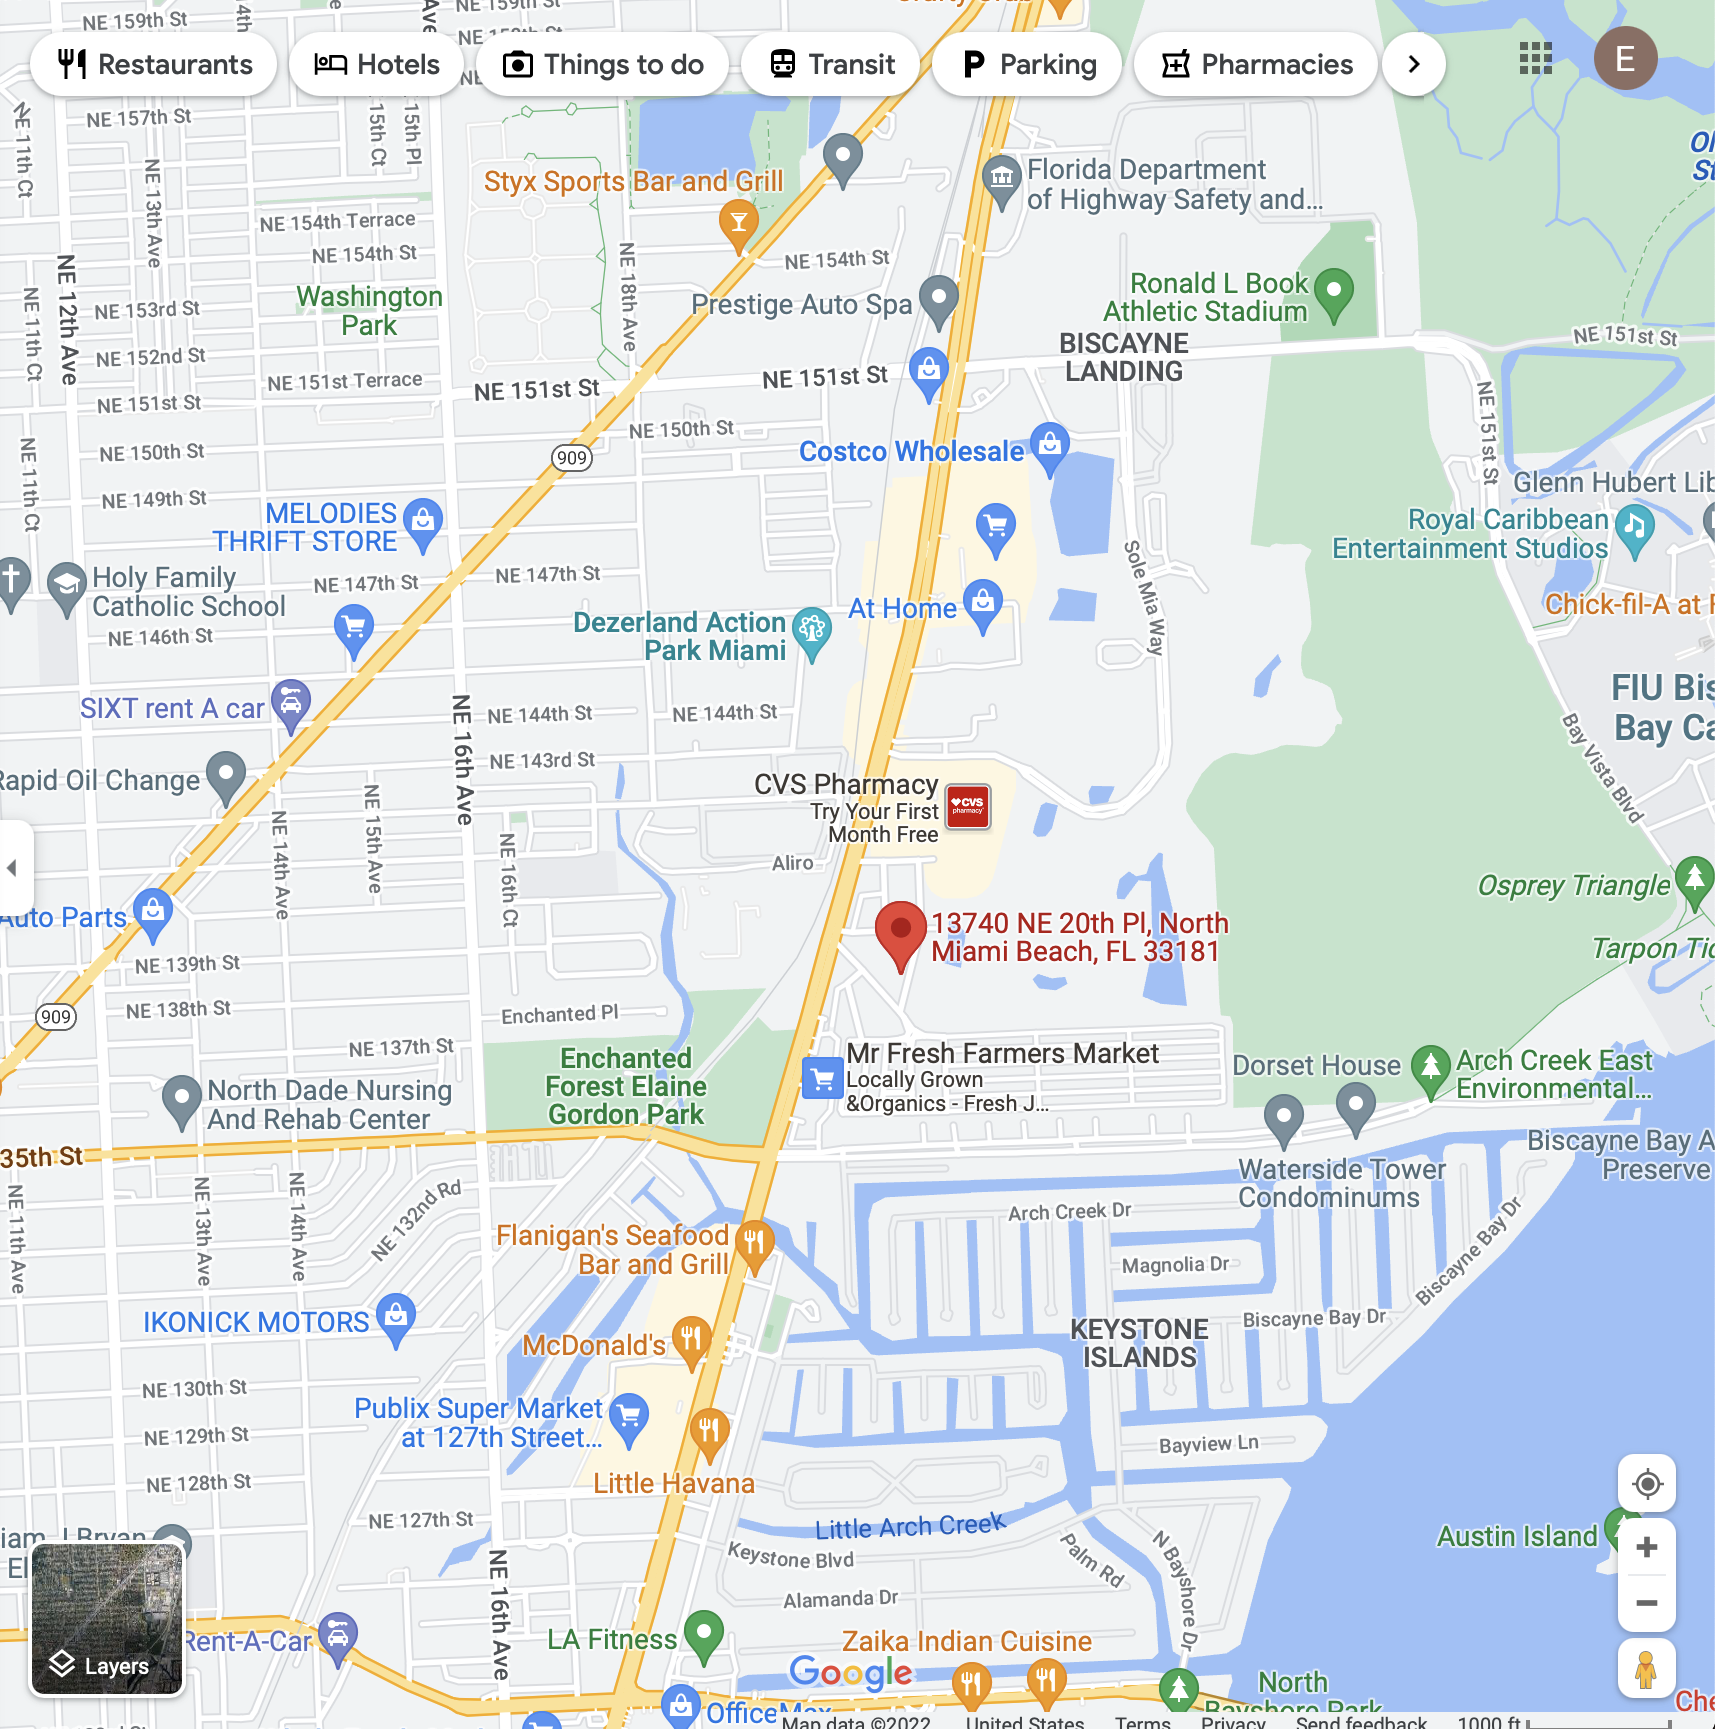 NE 159th St
NE 159th St
Restaurants
Hotels
Things to do
Transit
Parking
Pharmacies
E
NE 157th St
15th Ct
15th Pl
N 11th Ct
NE 13th Ave
Styx Sports Bar and Grill
Florida Department
of Highway Safety and...
NE 154th Terrace
NE 154th St
NE 154th St
NE 18th Ave
NE 12th Ave
NE 11th Ct
Washington
Park
NE 153rd St
Prestige Auto Spa
Ronald L Book
Athletic Stadium
BISCAYNE
LANDING
NE 151st St
NE 152nd St
NE 151st Terrace
NE 151st St
NE 151st St
NE 151st St
NE 151st St
NE 150th St
NE 150th St
909
Costco Wholesale
NE 11th Ct
NE 149th St
Glenn Hubert Lib
MELODIES
THRIFT STORE
Royal Caribbean
Entertainment Studios
Holy Family
Catholic School
NE 147th St
NE 147th St
Sole Mia Way
At Home
Chick-fil-A at F
NE 146th St
Dezerland Action
Park Miami
SIXT rent A car
NE 16th Ave
NE 144th St
NE 144th St
FIU Bis
Bay Ca
Bay Vista Blvd
NE 143rd St
Rapid Oil Change
CVS Pharmacy
Try Your First
Month Free
CVS
pharmacy
NE 14th Ave
NE 15th Ave
NE 16th Ct
Aliro
Osprey Triangle
Auto Parts
13740 NE 20th Pl, North
Miami Beach, FL 33181
Tarpon Tid
NE 139th St
NE 138th St
909
Enchanted Pl
NE 137th St
Enchanted
Forest Elaine
Gordon Park
Mr Fresh Farmers Market
Locally Grown
&Organics - Fresh J...
Dorset House
Arch Creek East
Environmental...
North Dade Nursing
And Rehab Center
35th St
Biscayne Bay A
Preserve
Waterside Tower
Condominums
NE 11th Ave
NE 13th Ave
NE 14th Ave
NE 132nd Rd
Arch Creek Dr
Flanigan's Seafood
Bar and Grill
Magnolia Dr
Biscayne Bay Dr
Biscayne Bay Dr
IKONICK MOTORS
McDonald's
KEYSTONE
ISLANDS
NE 130th St
Publix Super Market
at 127th Street...
NE 129th St
Bayview Ln
NE 128th St
Little Havana
NE 127th St
Little Arch Creek
iam J Bryan
El
Keystone Blvd
Palm Rd
N Bayshore Dr
Austin Island
NE 16th Ave
Alamanda Dr
Rent-A-Car
LA Fitness
Zaika Indian Cuisine
Layers
Google
North
Bayshore Park
OfficeMax
Che
Map data ©2022
United States
Terms
Privacy
Send feedback
1000 ft